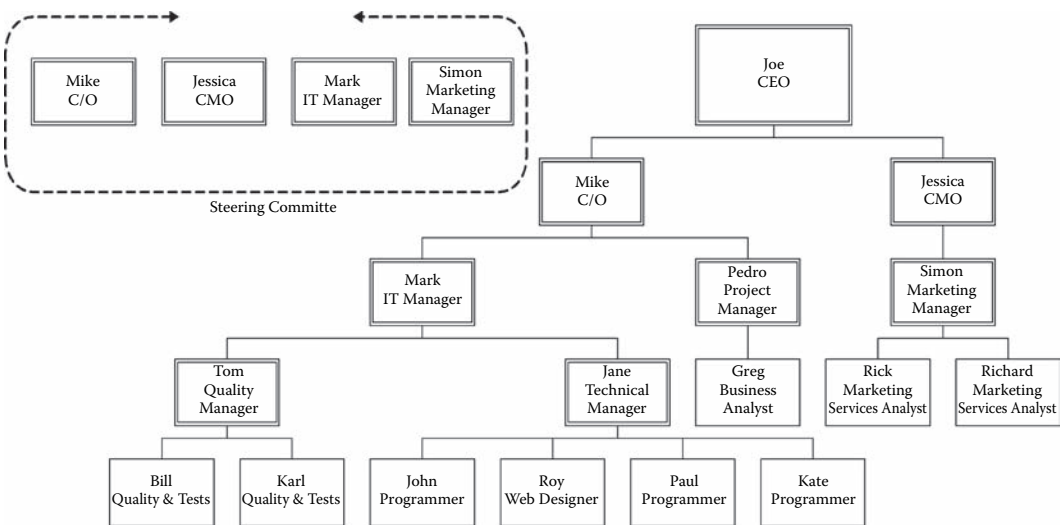 Mike
C/O
Jessica
CMO
Mark
IT Manager
Simon
Marketing
Manager
Steering Committe
Joe
CEO
Mike
C/O
Jessica
CMO
Mark
IT Manager
Pedro
Project
Manager
Simon
Marketing
Manager
Tom
Quality
Manager
Jane
Technical
Manager
Greg
Business
Analyst
Rick
Marketing
Services Analyst
Richard
Marketing
Services Analyst
Bill
Quality & Tests
Karl
Quality & Tests
John
Programmer
Roy
Web Designer
Paul
Programmer
Kate
Programmer